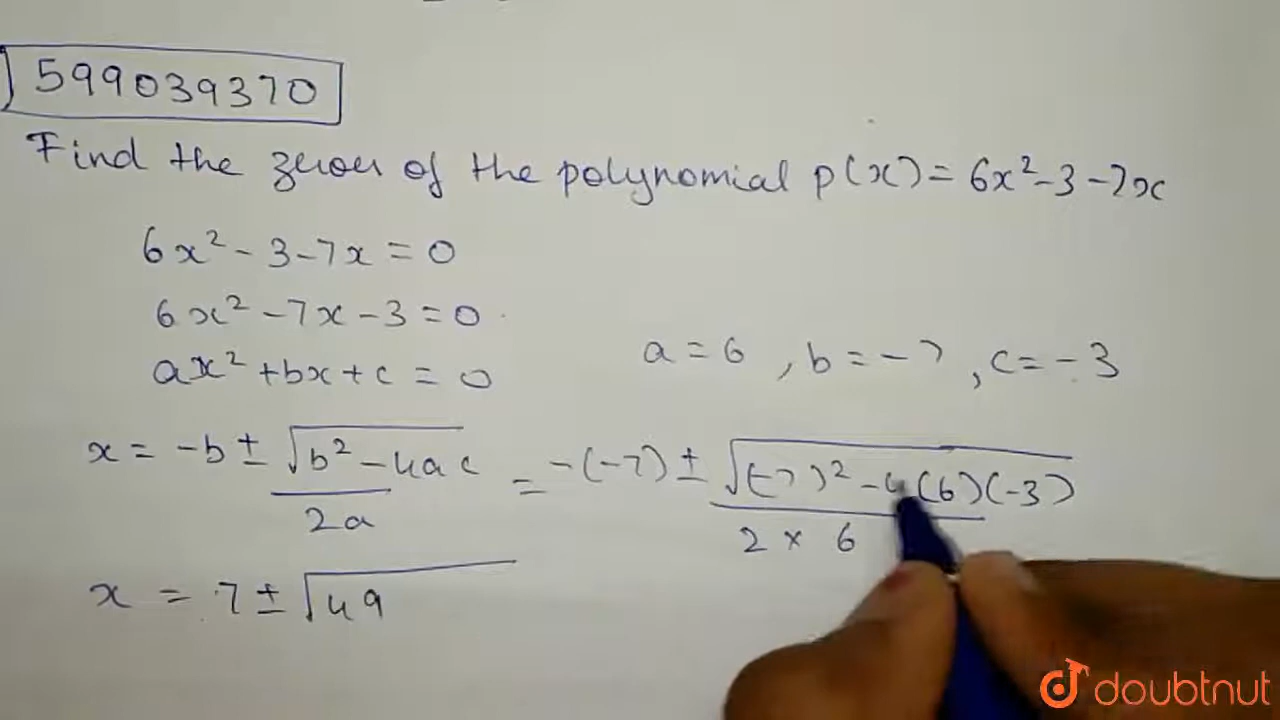 599039370
Find the zeroes of the polynomial p(x) = 6x² - 3 - 7x
6x² - 3 - 7x = 0
6x² - 7x - 3 = 0
ax² + bx + c = 0
a = 6 , b = - 7 , c = - 3
x = -b ± √b² - 4ac / 2a = -(-7) ± √(-7)² - 4(6)(-3) / 2 × 6
x = 7 ± √49
doubtnut